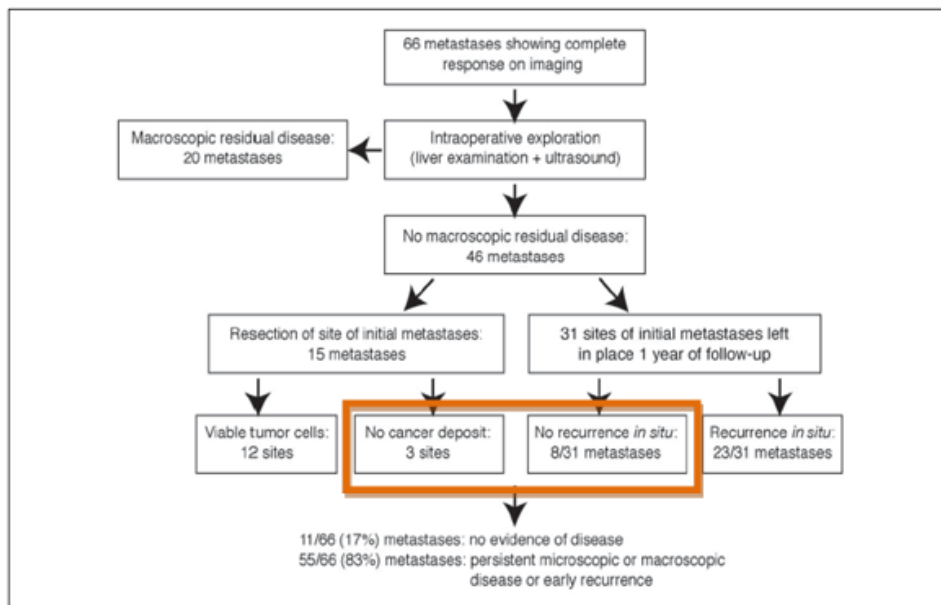 66 metastases showing complete
response on imaging
Macroscopic residual disease:
20 metastases
Intraoperative exploration
(liver examination + ultrasound)
No macroscopic residual disease:
46 metastases
Resection of site of initial metastases:
15 metastases
31 sites of initial metastases left
in place 1 year of follow-up
Viable tumor cells:
12 sites
No cancer deposit:
3 sites
No recurrence in situ:
8/31 metastases
Recurrence in situ:
23/31 metastases
11/66 (17%) metastases: no evidence of disease
55/66 (83%) metastases: persistent microscopic or macroscopic
disease or early recurrence